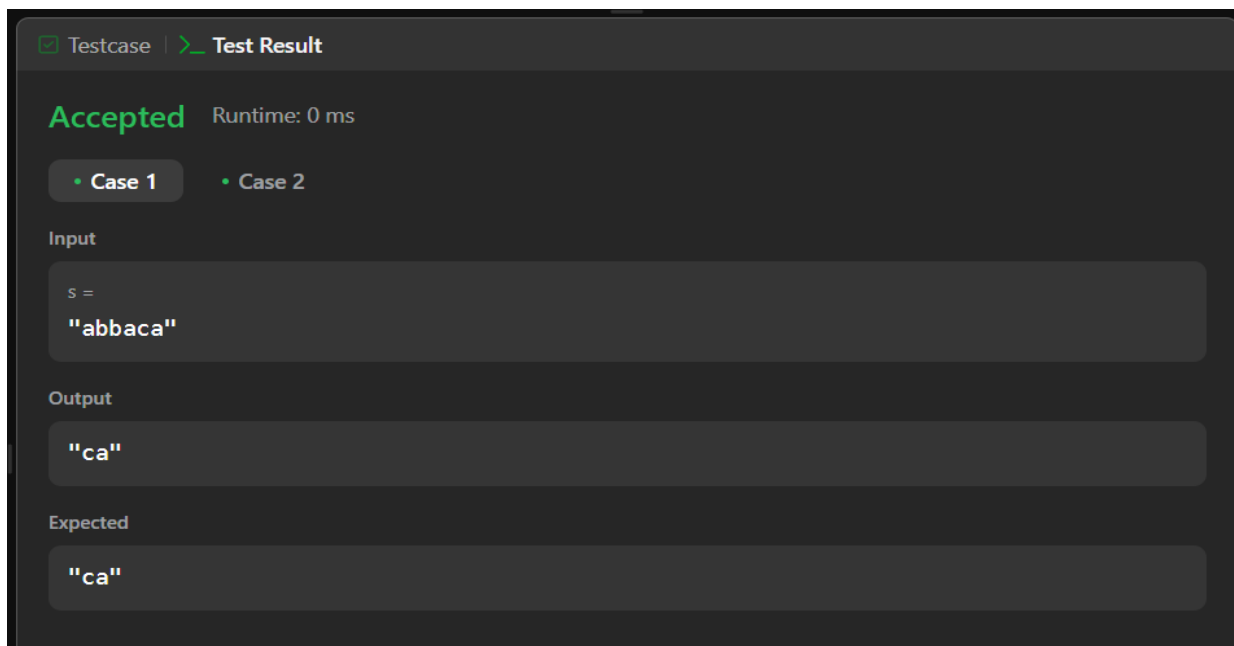 Testcase | >_ Test Result
Accepted Runtime: 0 ms
• Case 1 • Case 2
Input
s =
"abbaca"
Output
"ca"
Expected
"ca"